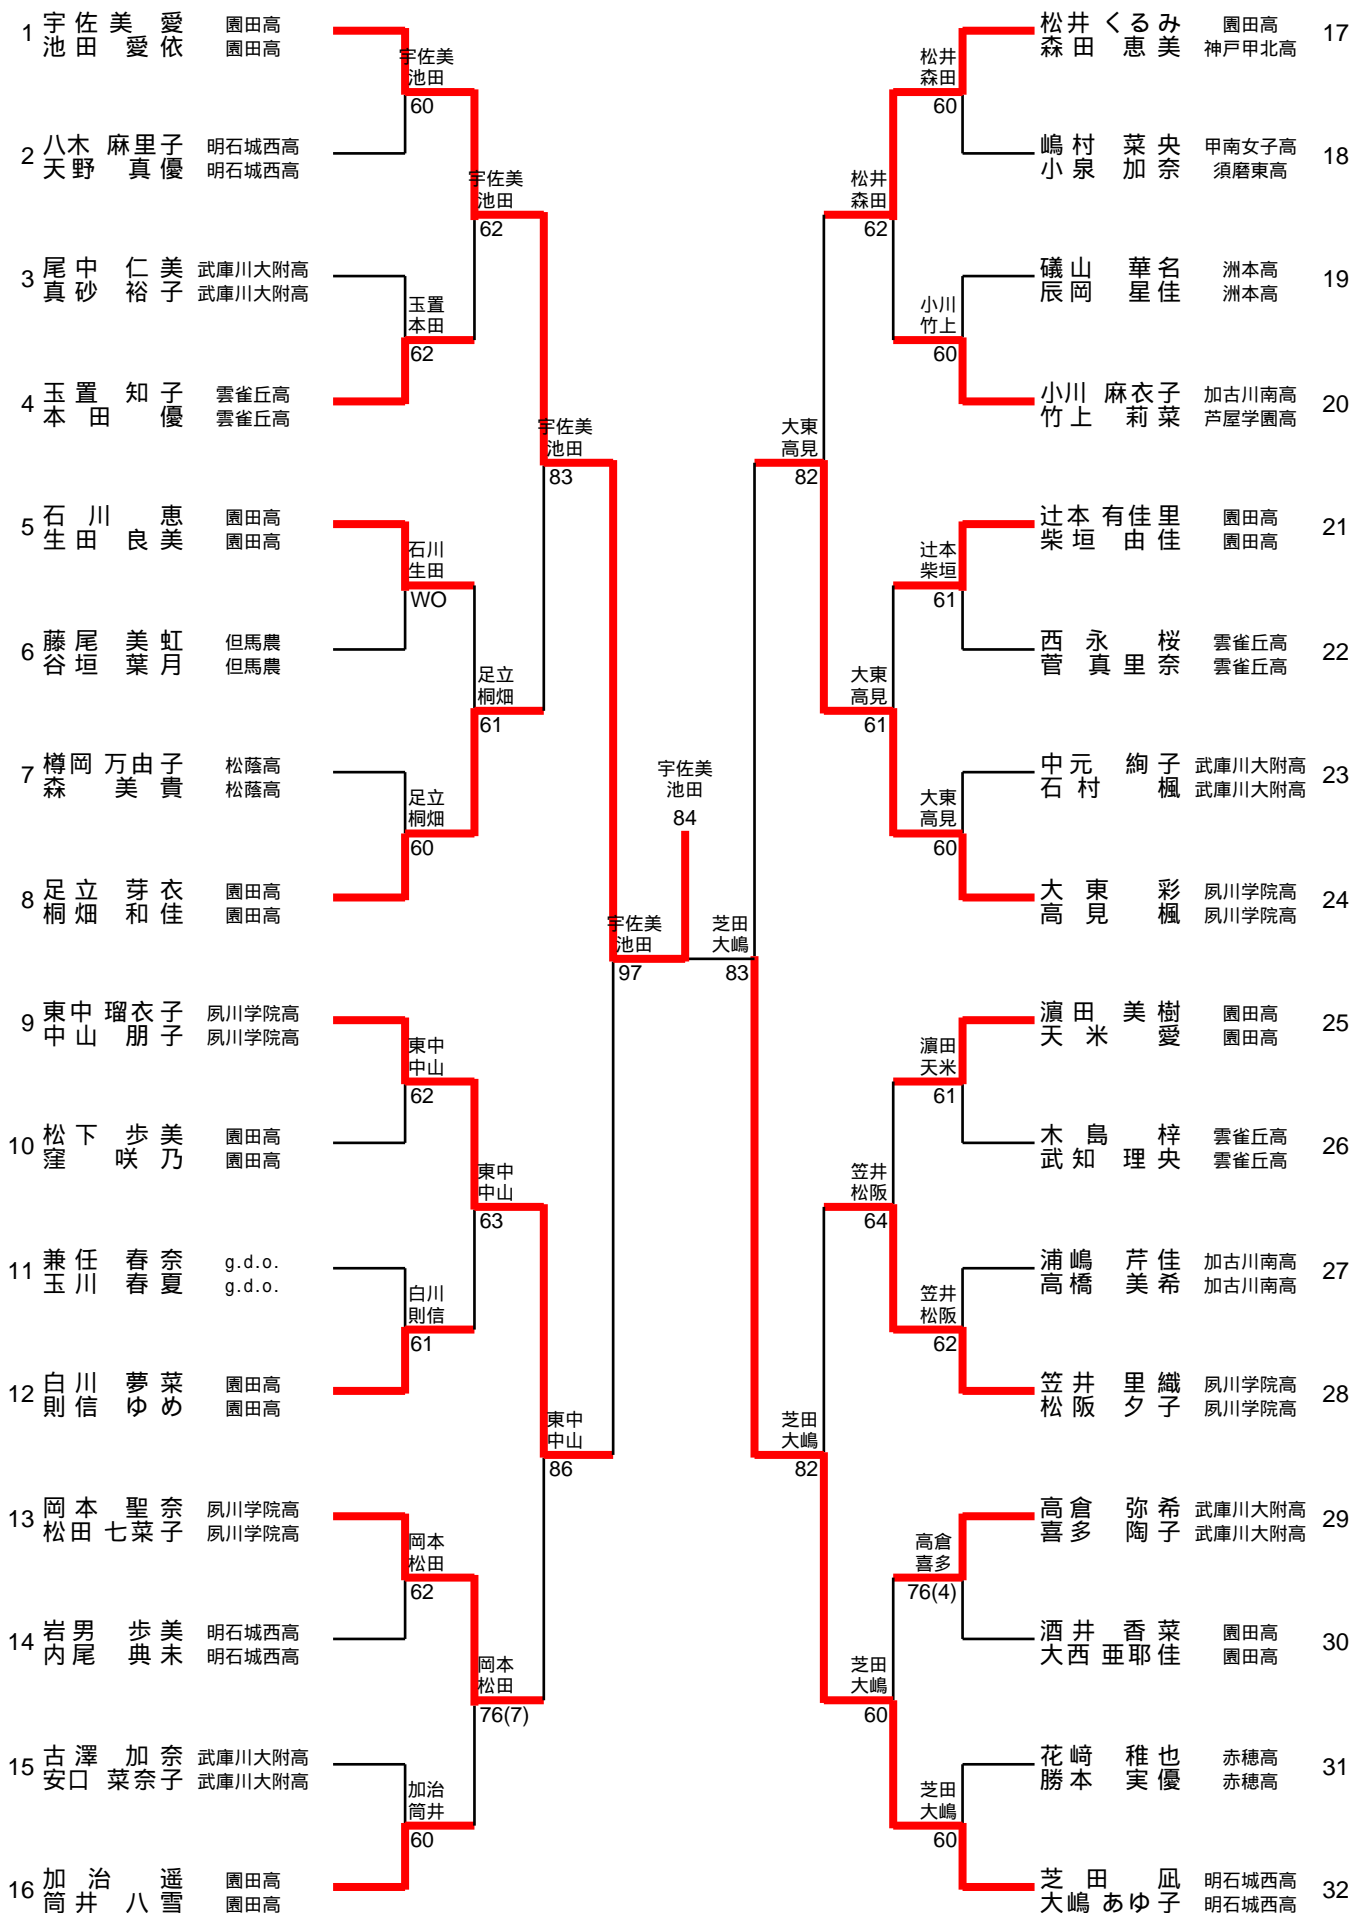 1 宇佐美 愛 園田高
池田 愛依 園田高
2 八木 麻里子 明石城西高
天野 真優 明石城西高
3 尾中 仁美 武庫川大附高
真砂 裕子 武庫川大附高
4 玉置 知子 雲雀丘高
本田 優 雲雀丘高
5 石川 恵 園田高
生田 良美 園田高
6 藤尾 美虹 但馬農
谷垣 葉月 但馬農
7 樽岡 万由子 松蔭高
森 美貴 松蔭高
8 足立 芽衣 園田高
桐畑 和佳 園田高
9 東中 瑠衣子 夙川学院高
中山 朋子 夙川学院高
10 松下 歩美 園田高
窪 咲乃 園田高
11 兼任 春奈 g.d.o.
玉川 春夏 g.d.o.
12 白川 夢菜 園田高
則信 ゆめ 園田高
13 岡本 聖奈 夙川学院高
松田 七菜子 夙川学院高
14 岩男 歩美 明石城西高
内尾 典未 明石城西高
15 古澤 加奈 武庫川大附高
安口 菜奈子 武庫川大附高
16 加治 遥 園田高
筒井 八雪 園田高
宇佐美
池田
60
玉置
本田
62
石川
生田
WO
足立
桐畑
60
東中
中山
62
白川
則信
61
岡本
松田
62
加治
筒井
60
宇佐美
池田
62
足立
桐畑
61
東中
中山
63
岡本
松田
76(7)
宇佐美
池田
83
東中
中山
86
宇佐美
池田
97
宇佐美
池田
84
芝田
大嶋
83
大東
高見
82
芝田
大嶋
82
松井
森田
62
大東
高見
61
笠井
松阪
64
芝田
大嶋
60
松井
森田
60
小川
竹上
60
辻本
柴垣
61
大東
高見
60
濵田
天米
61
笠井
松阪
62
高倉
喜多
76(4)
芝田
大嶋
60
松井 くるみ 園田高 17
森田 恵美 神戸甲北高
嶋村 菜央 甲南女子高 18
小泉 加奈 須磨東高
礒山 華名 洲本高 19
辰岡 星佳 洲本高
小川 麻衣子 加古川南高 20
竹上 莉菜 芦屋学園高
辻本 有佳里 園田高 21
柴垣 由佳 園田高
西永 桜 雲雀丘高 22
菅 真里奈 雲雀丘高
中元 絢子 武庫川大附高 23
石村 楓 武庫川大附高
大東 彩 夙川学院高 24
高見 楓 夙川学院高
濵田 美樹 園田高 25
天米 愛 園田高
木島 梓 雲雀丘高 26
武知 理央 雲雀丘高
浦嶋 芹佳 加古川南高 27
高橋 美希 加古川南高
笠井 里織 夙川学院高 28
松阪 夕子 夙川学院高
高倉 弥希 武庫川大附高 29
喜多 陶子 武庫川大附高
酒井 香菜 園田高 30
大西 亜耶佳 園田高
花﨑 稚也 赤穂高 31
勝本 実優 赤穂高
芝田 凪 明石城西高 32
大嶋 あゆ子 明石城西高